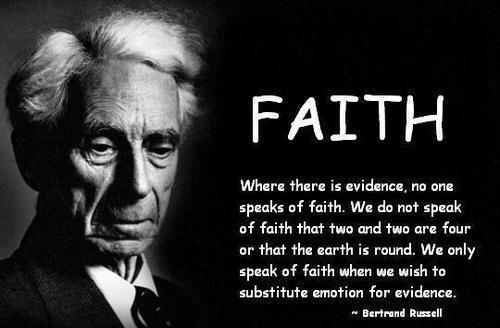 FAITH
Where there is evidence, no one
speaks of faith. We do not speak
of faith that two and two are four
or that the earth is round. We only
speak of faith when we wish to
substitute emotion for evidence.
~ Bertrand Russell